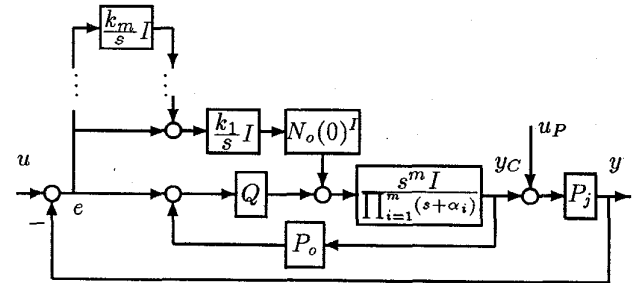 k_m/s I
k_1/s I
N_o(0)^I
u_P
u
e
−
Q
s^m I / ∏_{i=1}^m (s+α_i)
y_C
P_j
y
P_o